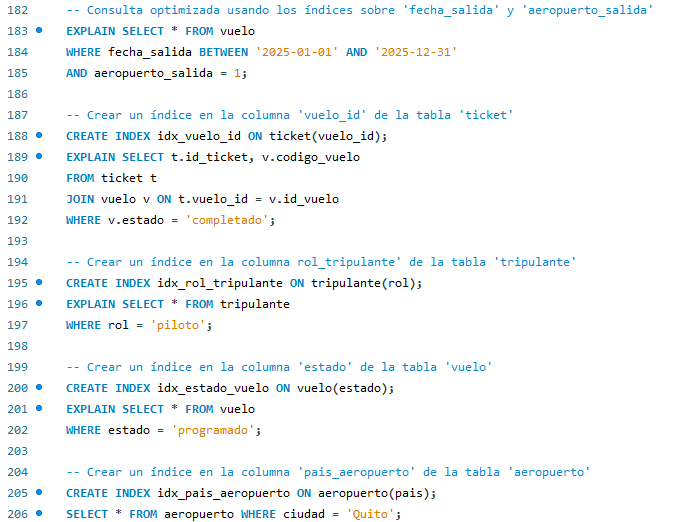 182 -- Consulta optimizada usando los índices sobre 'fecha_salida' y 'aeropuerto_salida'
183 EXPLAIN SELECT * FROM vuelo
184 WHERE fecha_salida BETWEEN '2025-01-01' AND '2025-12-31'
185 AND aeropuerto_salida = 1;
186
187 -- Crear un índice en la columna 'vuelo_id' de la tabla 'ticket'
188 CREATE INDEX idx_vuelo_id ON ticket(vuelo_id);
189 EXPLAIN SELECT t.id_ticket, v.codigo_vuelo
190 FROM ticket t
191 JOIN vuelo v ON t.vuelo_id = v.id_vuelo
192 WHERE v.estado = 'completado';
193
194 -- Crear un índice en la columna rol_tripulante' de la tabla 'tripulante'
195 CREATE INDEX idx_rol_tripulante ON tripulante(rol);
196 EXPLAIN SELECT * FROM tripulante
197 WHERE rol = 'piloto';
198
199 -- Crear un índice en la columna 'estado' de la tabla 'vuelo'
200 CREATE INDEX idx_estado_vuelo ON vuelo(estado);
201 EXPLAIN SELECT * FROM vuelo
202 WHERE estado = 'programado';
203
204 -- Crear un índice en la columna 'pais_aeropuerto' de la tabla 'aeropuerto'
205 CREATE INDEX idx_pais_aeropuerto ON aeropuerto(pais);
206 SELECT * FROM aeropuerto WHERE ciudad = 'Quito';